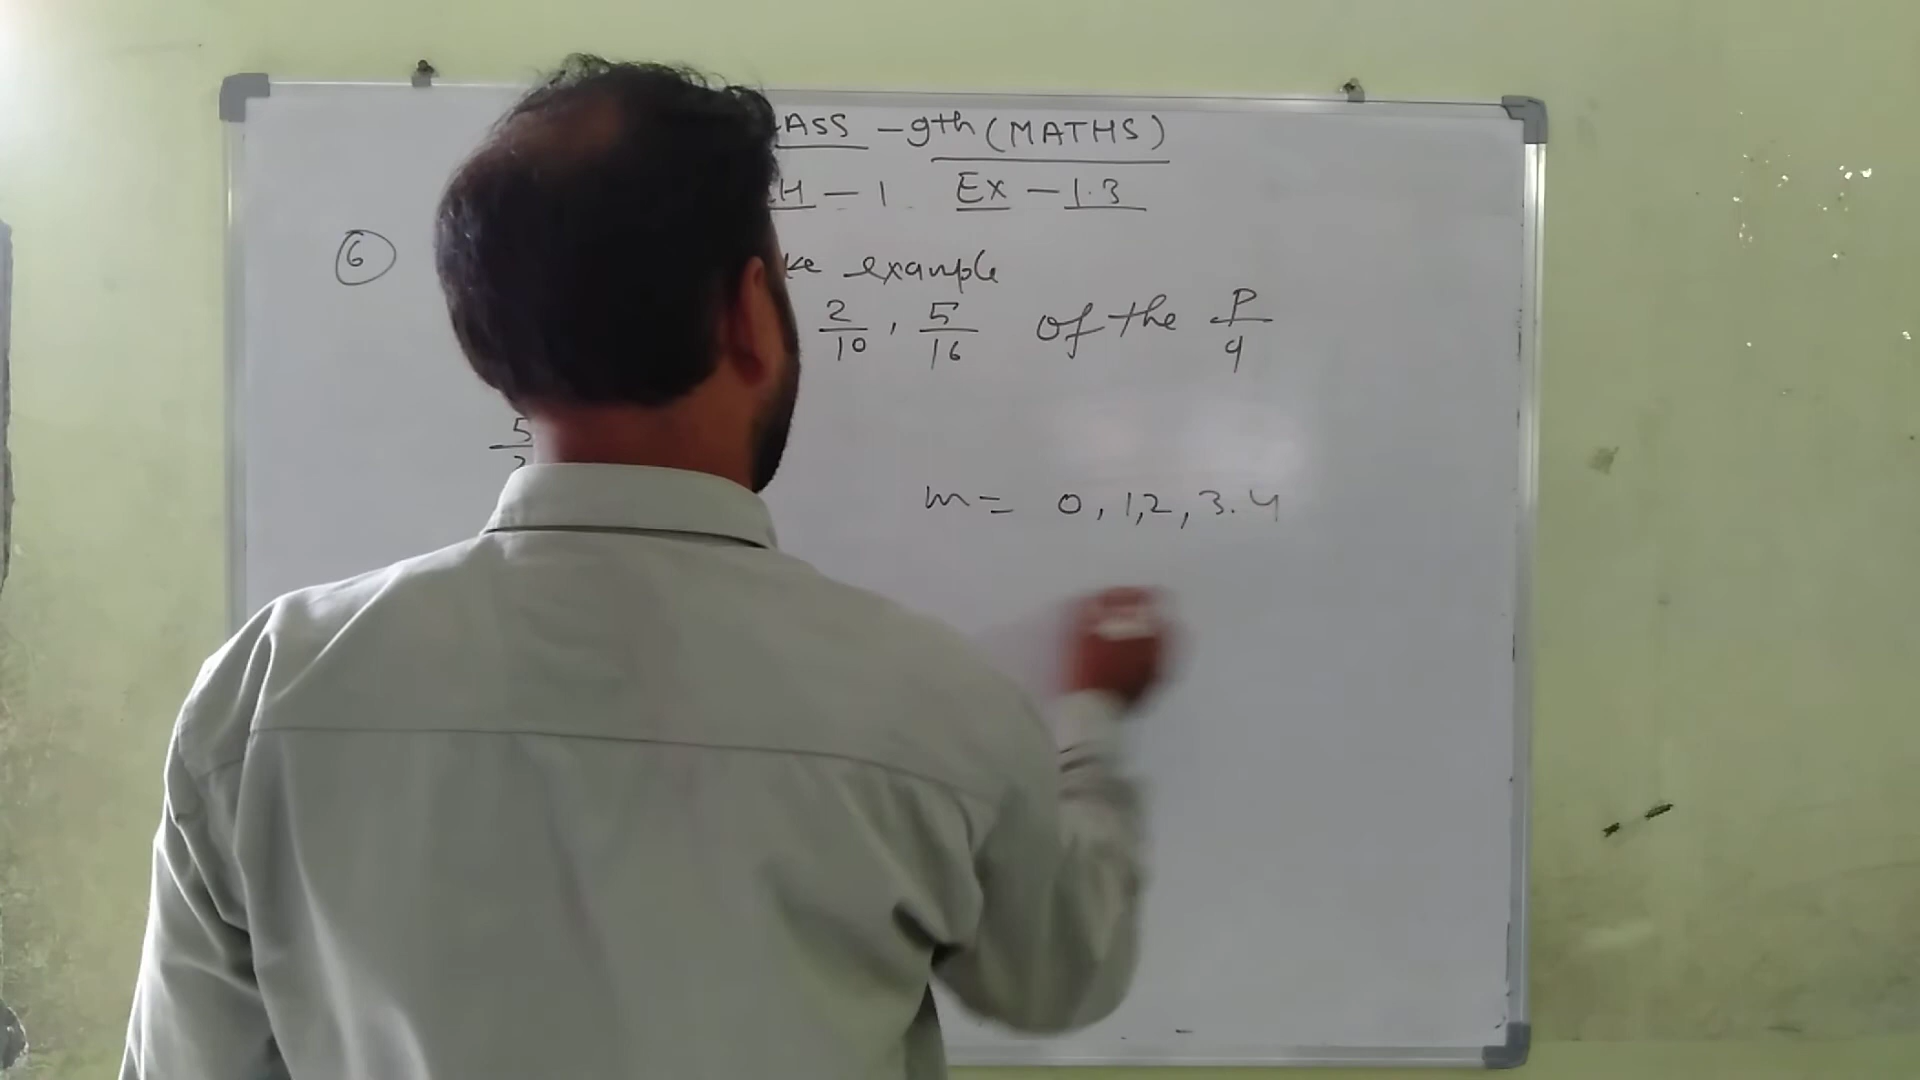 ASS - 9th (MATHS)
H - 1 Ex - 1.3
6
ke example
2/10, 5/16 of the P/q
5
m = 0, 1, 2, 3. 4